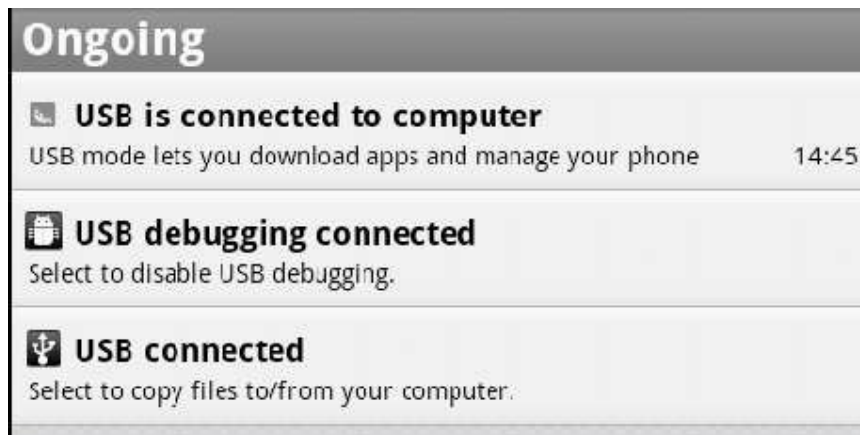 Ongoing
USB is connected to computer
USB mode lets you download apps and manage your phone 14:45
USB debugging connected
Select to disable USB debugging.
USB connected
Select to copy files to/from your computer.